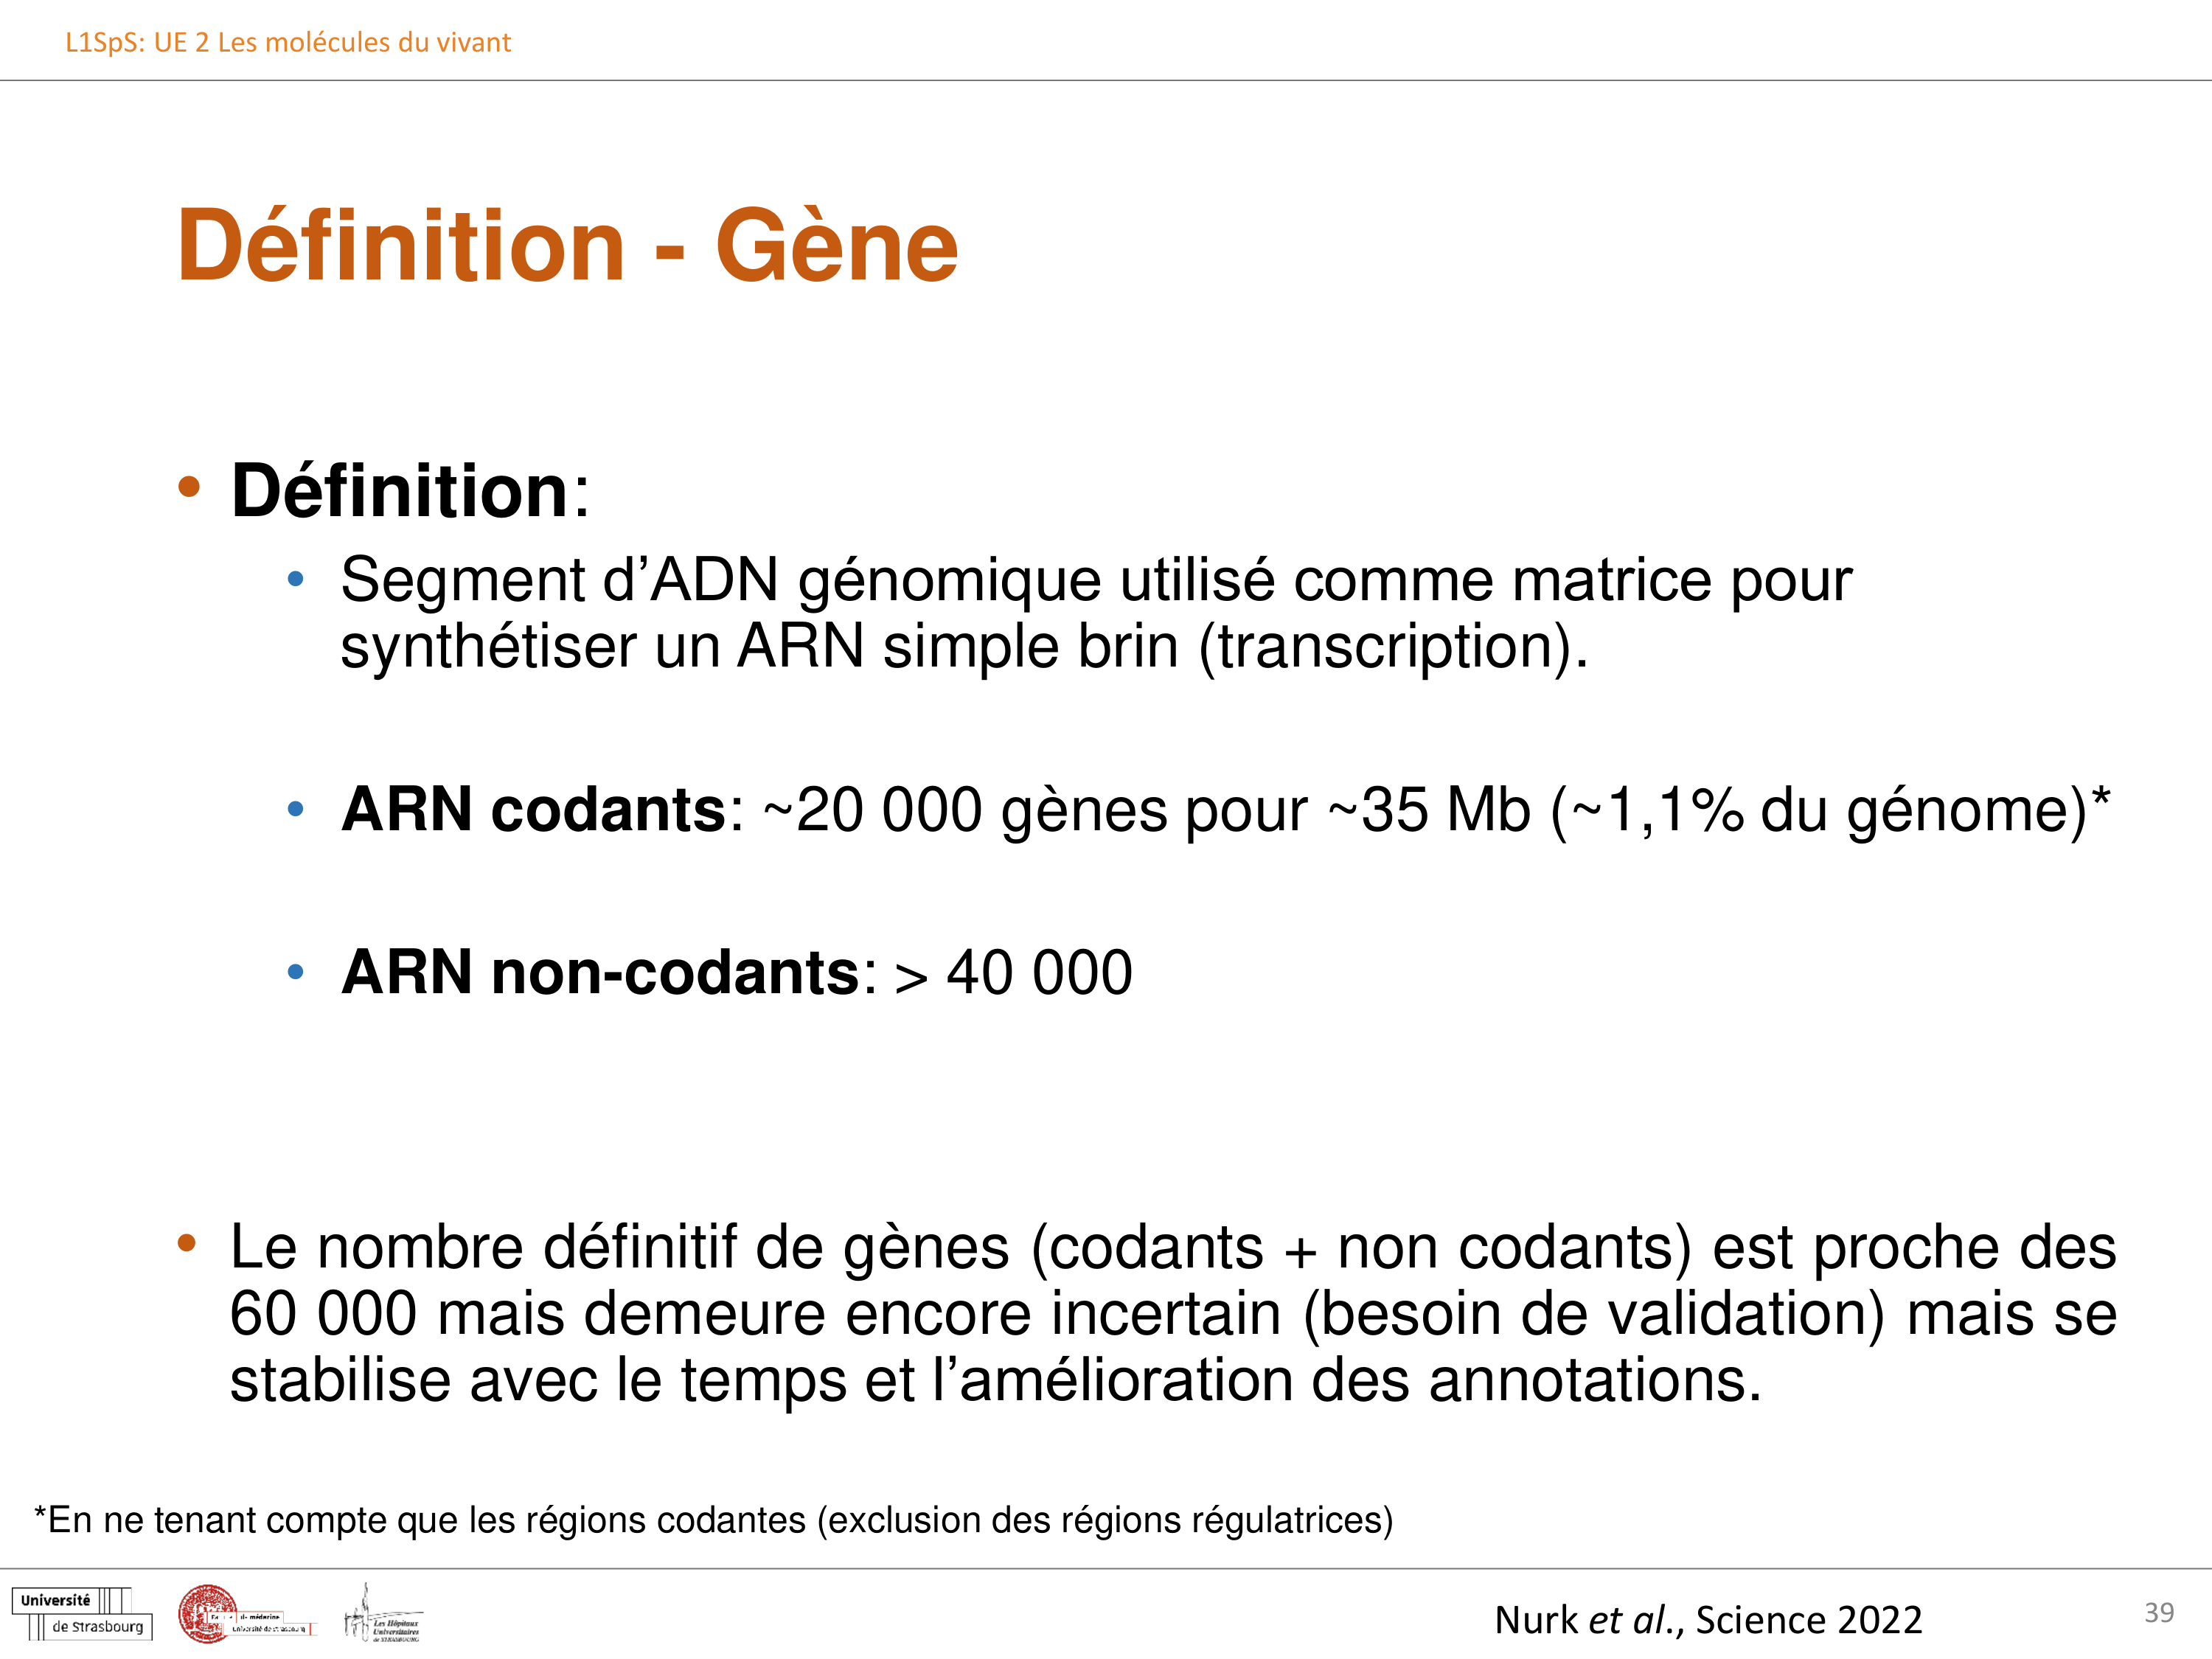 L1SpS: UE 2 Les molécules du vivant
Définition - Gène
• Définition:
• Segment d’ADN génomique utilisé comme matrice pour
synthétiser un ARN simple brin (transcription).
• ARN codants: ~20 000 gènes pour ~35 Mb (~1,1% du génome)*
• ARN non-codants: > 40 000
• Le nombre définitif de gènes (codants + non codants) est proche des
60 000 mais demeure encore incertain (besoin de validation) mais se
stabilise avec le temps et l’amélioration des annotations.
*En ne tenant compte que les régions codantes (exclusion des régions régulatrices)
Université
de Strasbourg
de médecine
Université de Strasbourg
Les Hôpitaux
Universitaires
de STRASBOURG
Nurk et al., Science 2022
39